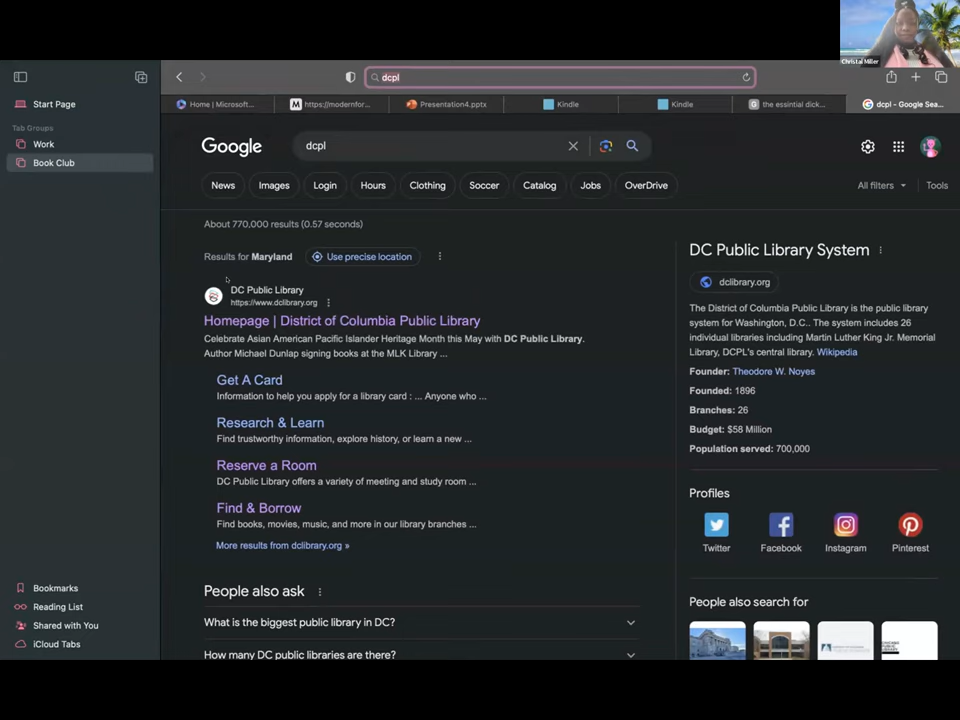 Christal Miller
dcpl
Start Page
Tab Groups
Work
Book Club
Home | Microsoft...
https://modernfor...
Presentation4.pptx
Kindle
Kindle
the essintial dick...
dcpl - Google Sea...
Google
dcpl
News
Images
Login
Hours
Clothing
Soccer
Catalog
Jobs
OverDrive
All filters
Tools
About 770,000 results (0.57 seconds)
Results for Maryland
Use precise location
DC Public Library
https://www.dclibrary.org
Homepage | District of Columbia Public Library
Celebrate Asian American Pacific Islander Heritage Month this May with DC Public Library.
Author Michael Dunlap signing books at the MLK Library ...
Get A Card
Information to help you apply for a library card : ... Anyone who ...
Research & Learn
Find trustworthy information, explore history, or learn a new ...
Reserve a Room
DC Public Library offers a variety of meeting and study room ...
Find & Borrow
Find books, movies, music, and more in our library branches ...
More results from dclibrary.org »
People also ask
What is the biggest public library in DC?
How many DC public libraries are there?
DC Public Library System
dclibrary.org
The District of Columbia Public Library is the public library
system for Washington, D.C.. The system includes 26
individual libraries including Martin Luther King Jr. Memorial
Library, DCPL's central library. Wikipedia
Founder: Theodore W. Noyes
Founded: 1896
Branches: 26
Budget: $58 Million
Population served: 700,000
Profiles
Twitter
Facebook
Instagram
Pinterest
People also search for
Bookmarks
Reading List
Shared with You
iCloud Tabs